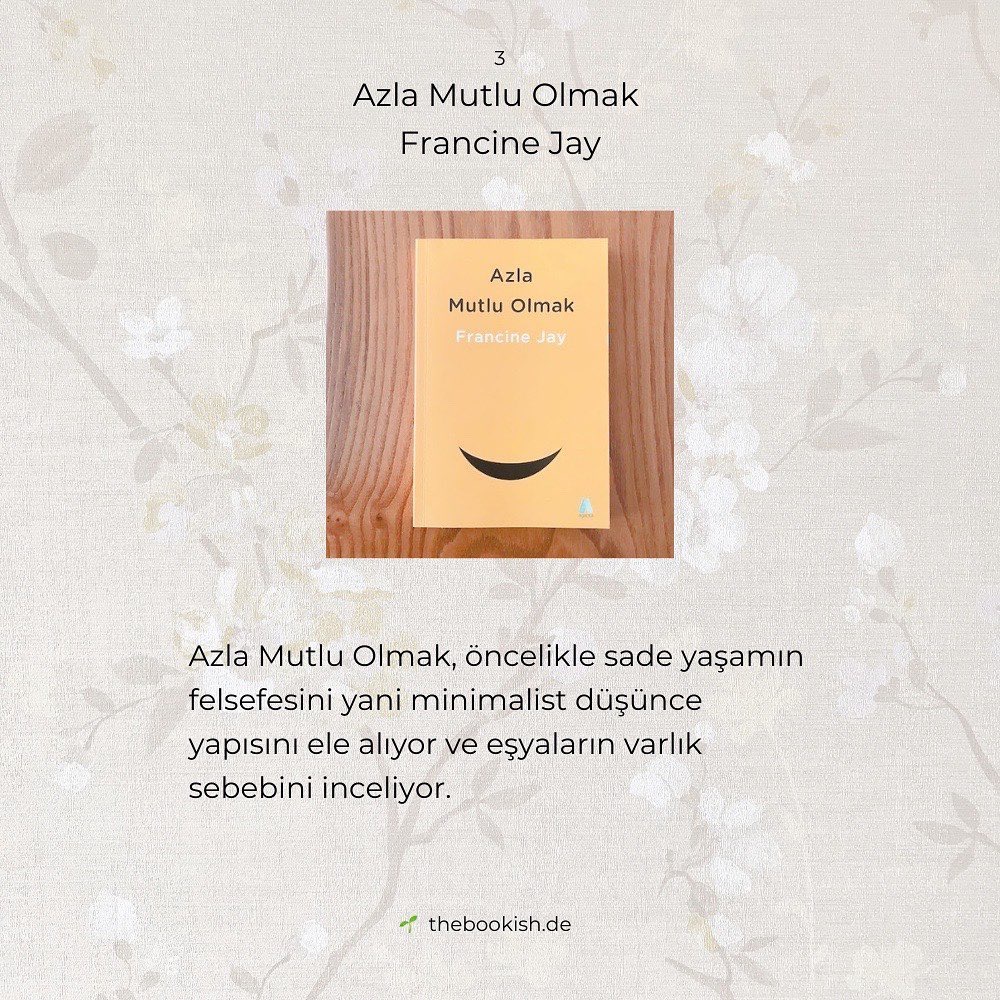 3
Azla Mutlu Olmak
Francine Jay
Azla
Mutlu Olmak
Francine Jay
Azla Mutlu Olmak, öncelikle sade yaşamın
felsefesini yani minimalist düşünce
yapısını ele alıyor ve eşyaların varlık
sebebini inceliyor.
thebookish.de